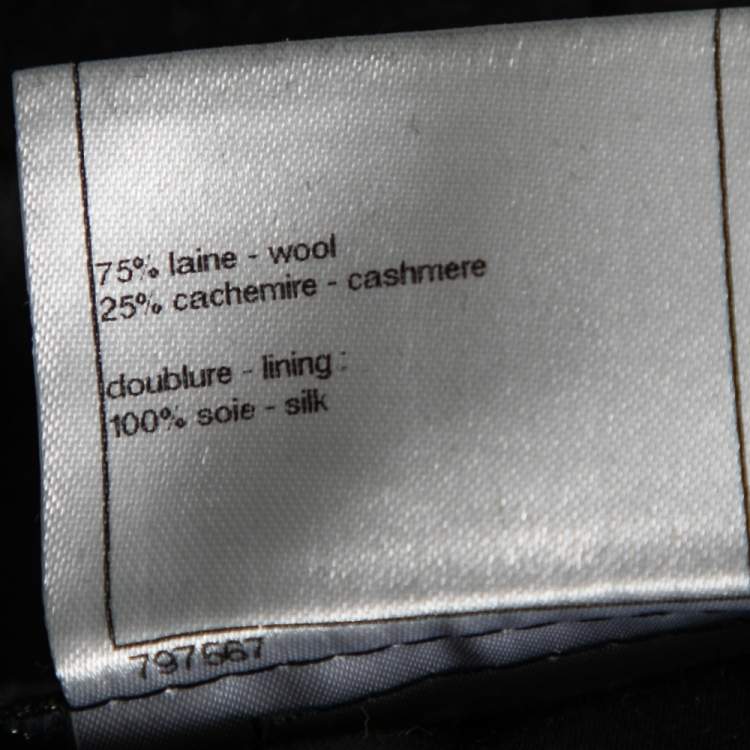 75% laine - wool
25% cachemire - cashmere
doublure - lining :
100% soie - silk
797567